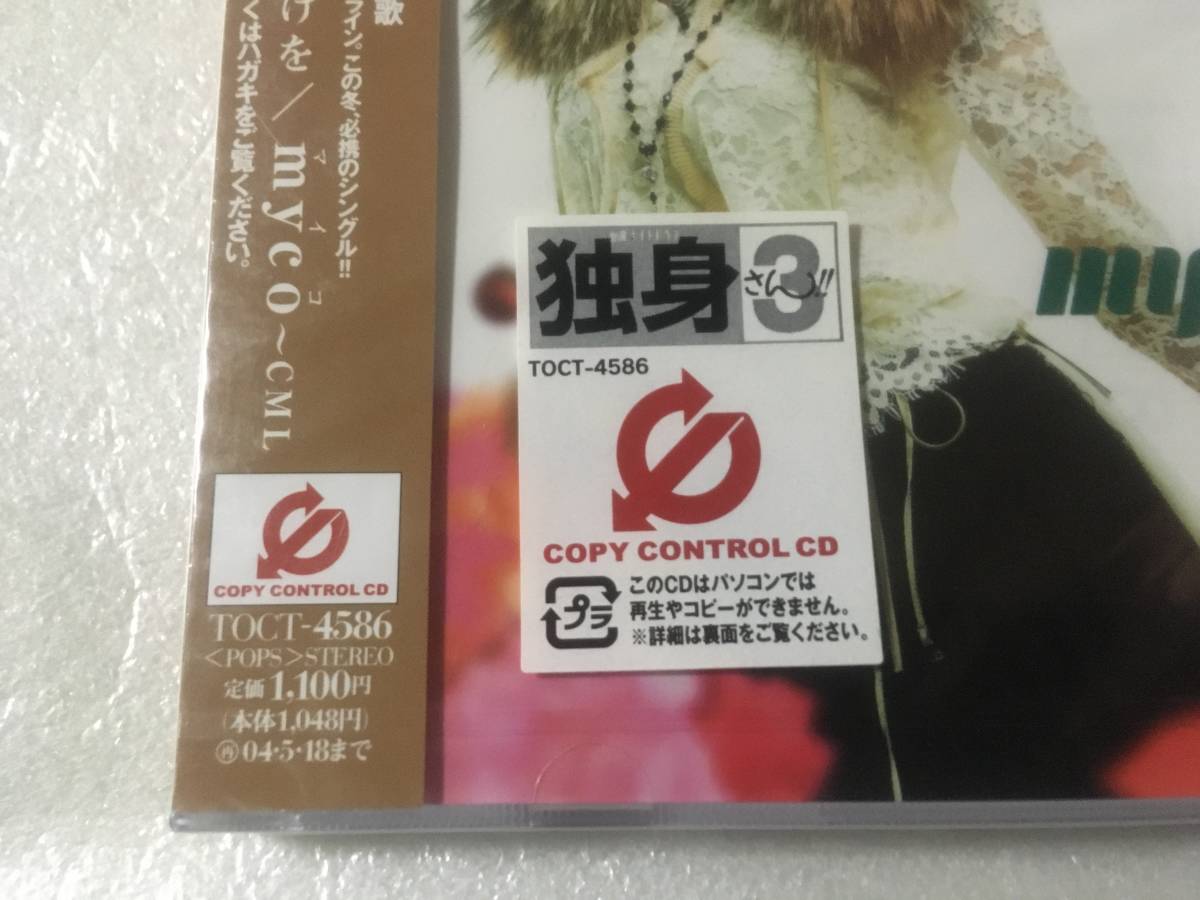 歌
ライン。この冬、必携のシングル!!
けを／myco～CML
マイコ
くはハガキをご覧ください。
COPY CONTROL CD
TOCT-4586
<POPS>STEREO
定価1,100円
(本体1,048円)
再04・5・18まで
独身
3
さん!!
TOCT-4586
COPY CONTROL CD
プラ
このCDはパソコンでは
再生やコピーができません。
※詳細は裏面をご覧ください。
my